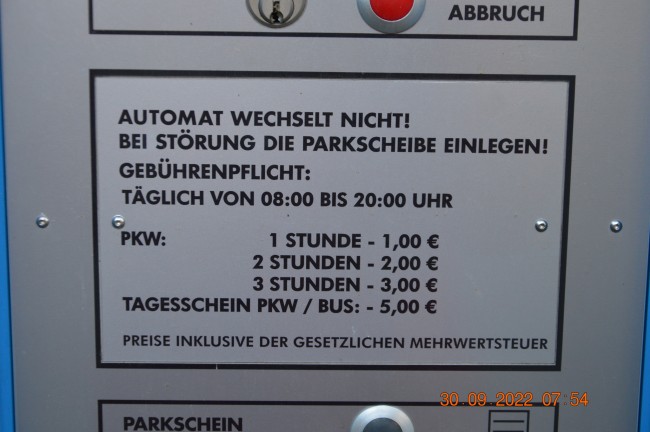 ABBRUCH
AUTOMAT WECHSELT NICHT!
BEI STÖRUNG DIE PARKSCHEIBE EINLEGEN!
GEBÜHRENPFLICHT:
TÄGLICH VON 08:00 BIS 20:00 UHR
PKW: 1 STUNDE - 1,00 €
2 STUNDEN - 2,00 €
3 STUNDEN - 3,00 €
TAGESSCHEIN PKW / BUS: - 5,00 €
PREISE INKLUSIVE DER GESETZLICHEN MEHRWERTSTEUER
30.09.2022 07:54
PARKSCHEIN